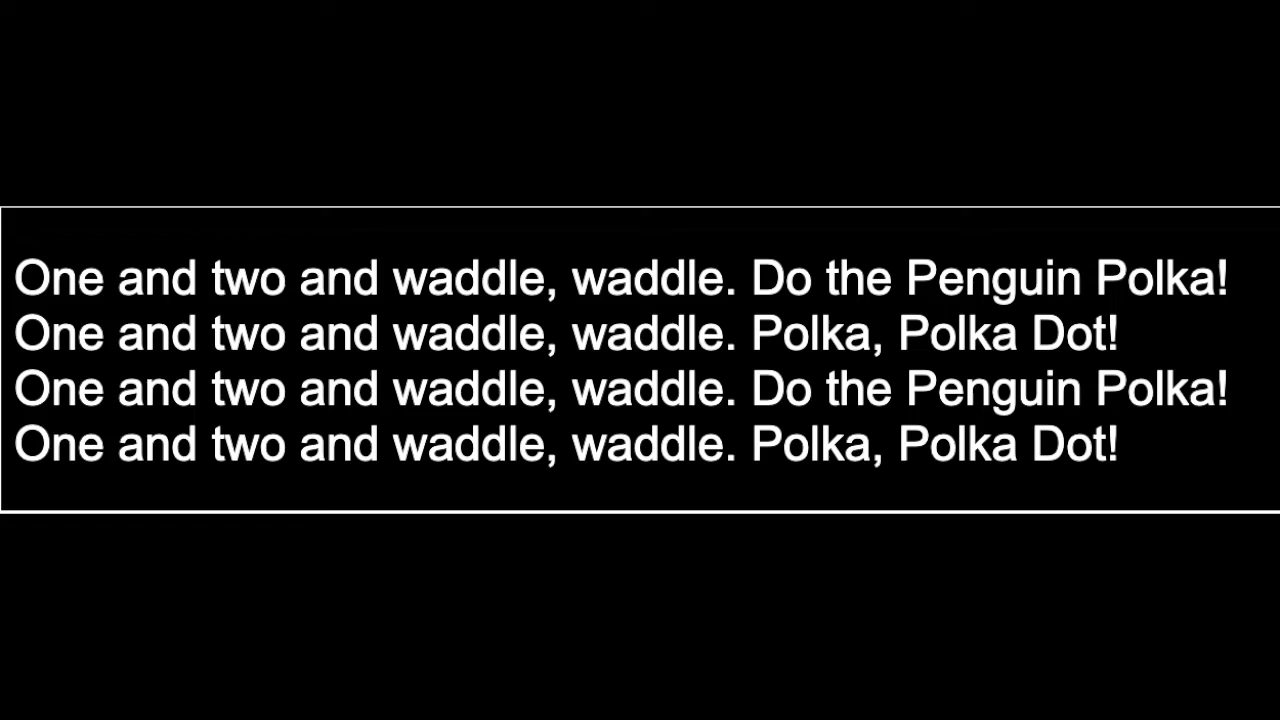 One and two and waddle, waddle. Do the Penguin Polka!
One and two and waddle, waddle. Polka, Polka Dot!
One and two and waddle, waddle. Do the Penguin Polka!
One and two and waddle, waddle. Polka, Polka Dot!